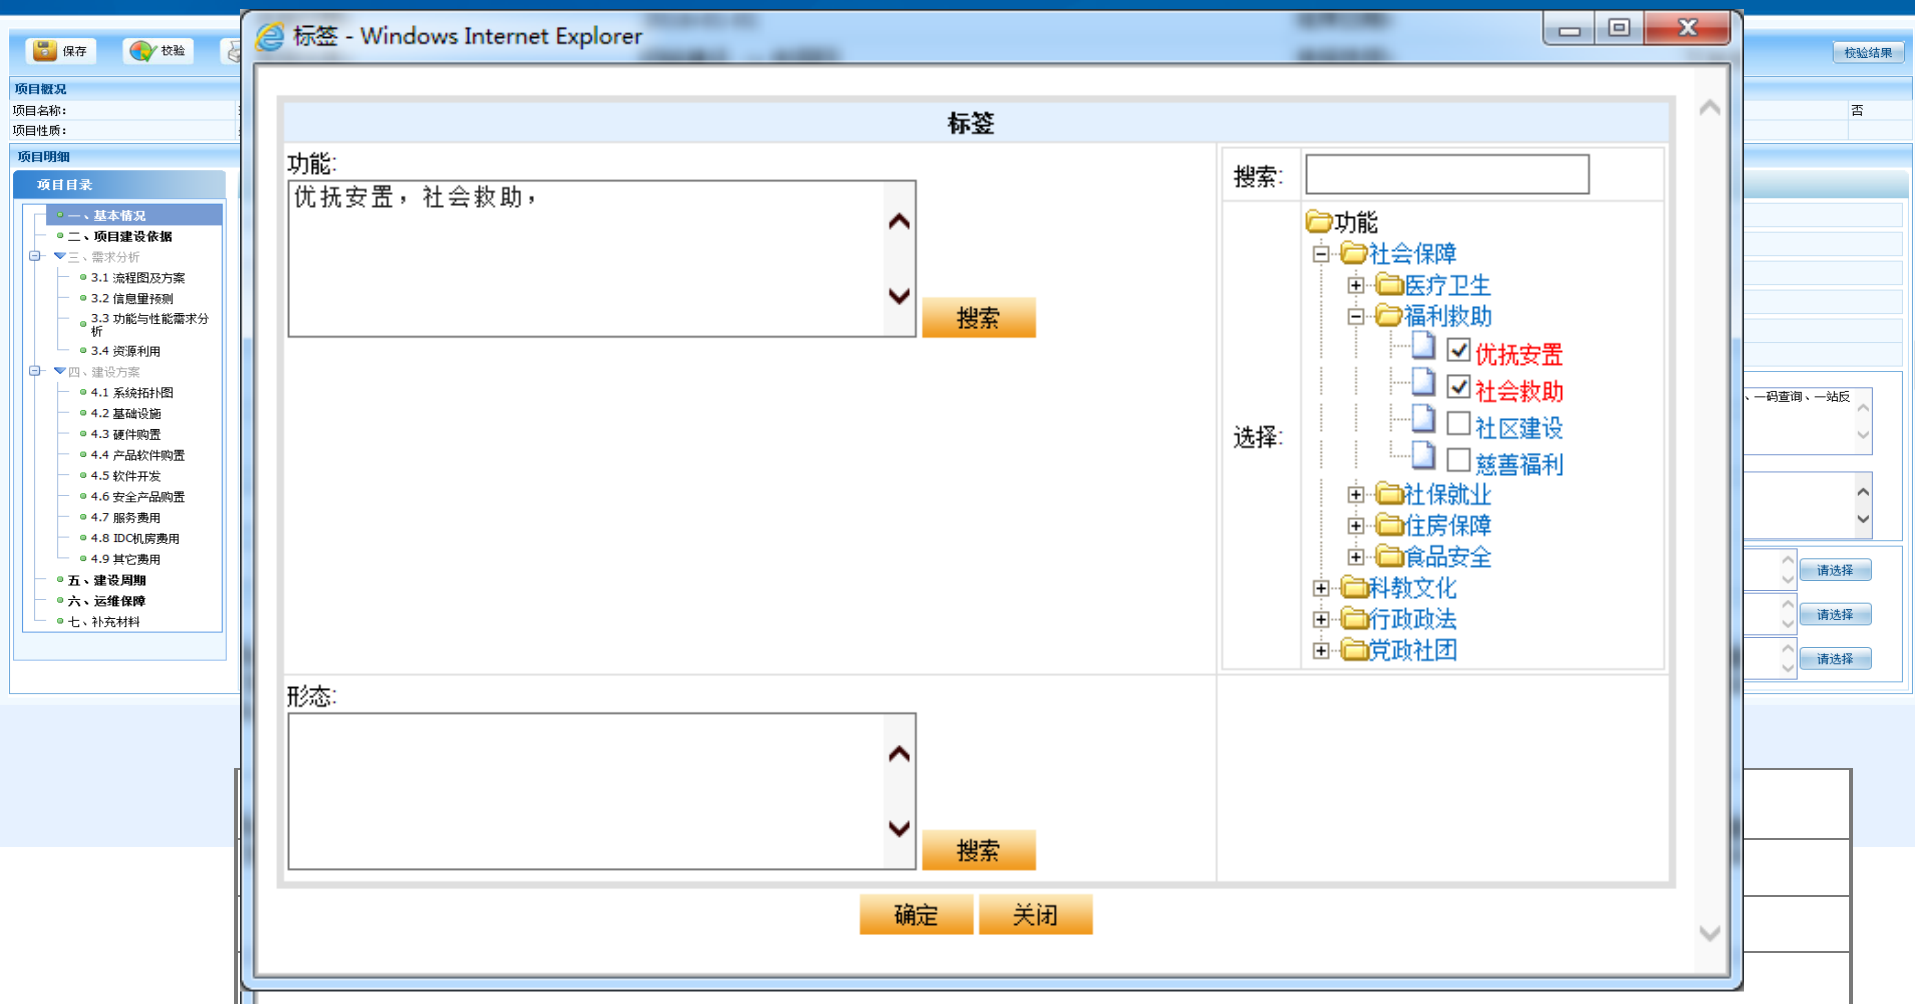 标签 - Windows Internet Explorer
保存
校验
校验结果
项目概况
项目名称:
否
项目性质:
项目明细
项目目录
一、基本情况
二、项目建设依据
三、需求分析
3.1 流程图及方案
3.2 信息量预测
3.3 功能与性能需求分
析
3.4 资源利用
四、建设方案
4.1 系统拓扑图
4.2 基础设施
4.3 硬件购置
4.4 产品软件购置
4.5 软件开发
4.6 安全产品购置
4.7 服务费用
4.8 IDC机房费用
4.9 其它费用
五、建设周期
六、运维保障
七、补充材料
标签
功能:
优抚安置，社会救助，
搜索
搜索:
选择:
功能
社会保障
医疗卫生
福利救助
优抚安置
社会救助
社区建设
慈善福利
社保就业
住房保障
食品安全
科教文化
行政政法
党政社团
形态:
搜索
确定
关闭
、一码查询、一站反
请选择
请选择
请选择